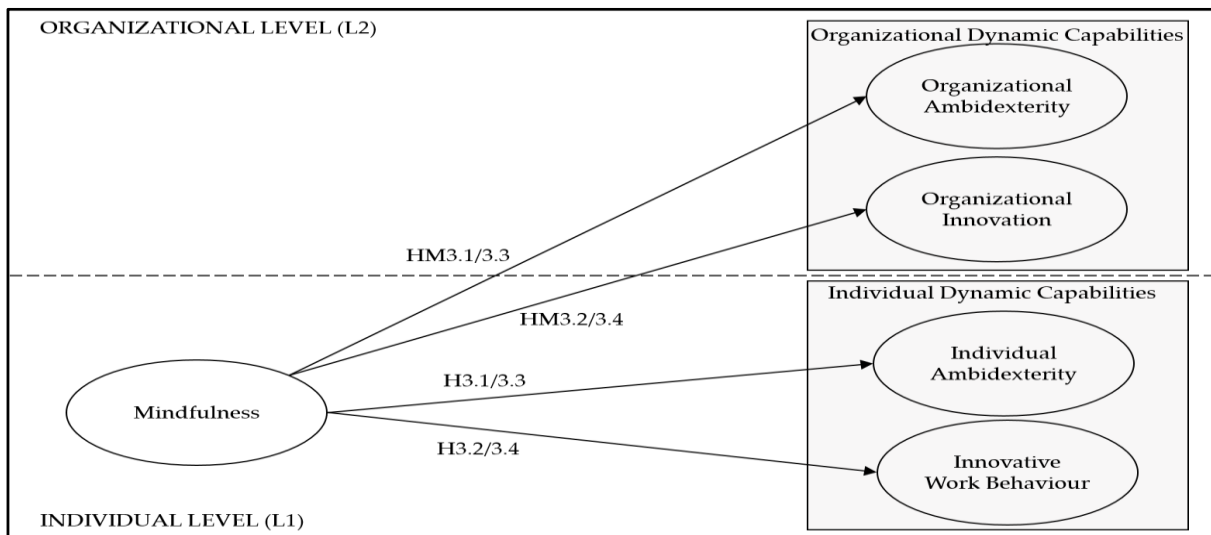 ORGANIZATIONAL LEVEL (L2)
Organizational Dynamic Capabilities
Organizational
Ambidexterity
Organizational
Innovation
HM3.1/3.3
HM3.2/3.4
Individual Dynamic Capabilities
Individual
Ambidexterity
H3.1/3.3
Mindfulness
H3.2/3.4
Innovative
Work Behaviour
INDIVIDUAL LEVEL (L1)